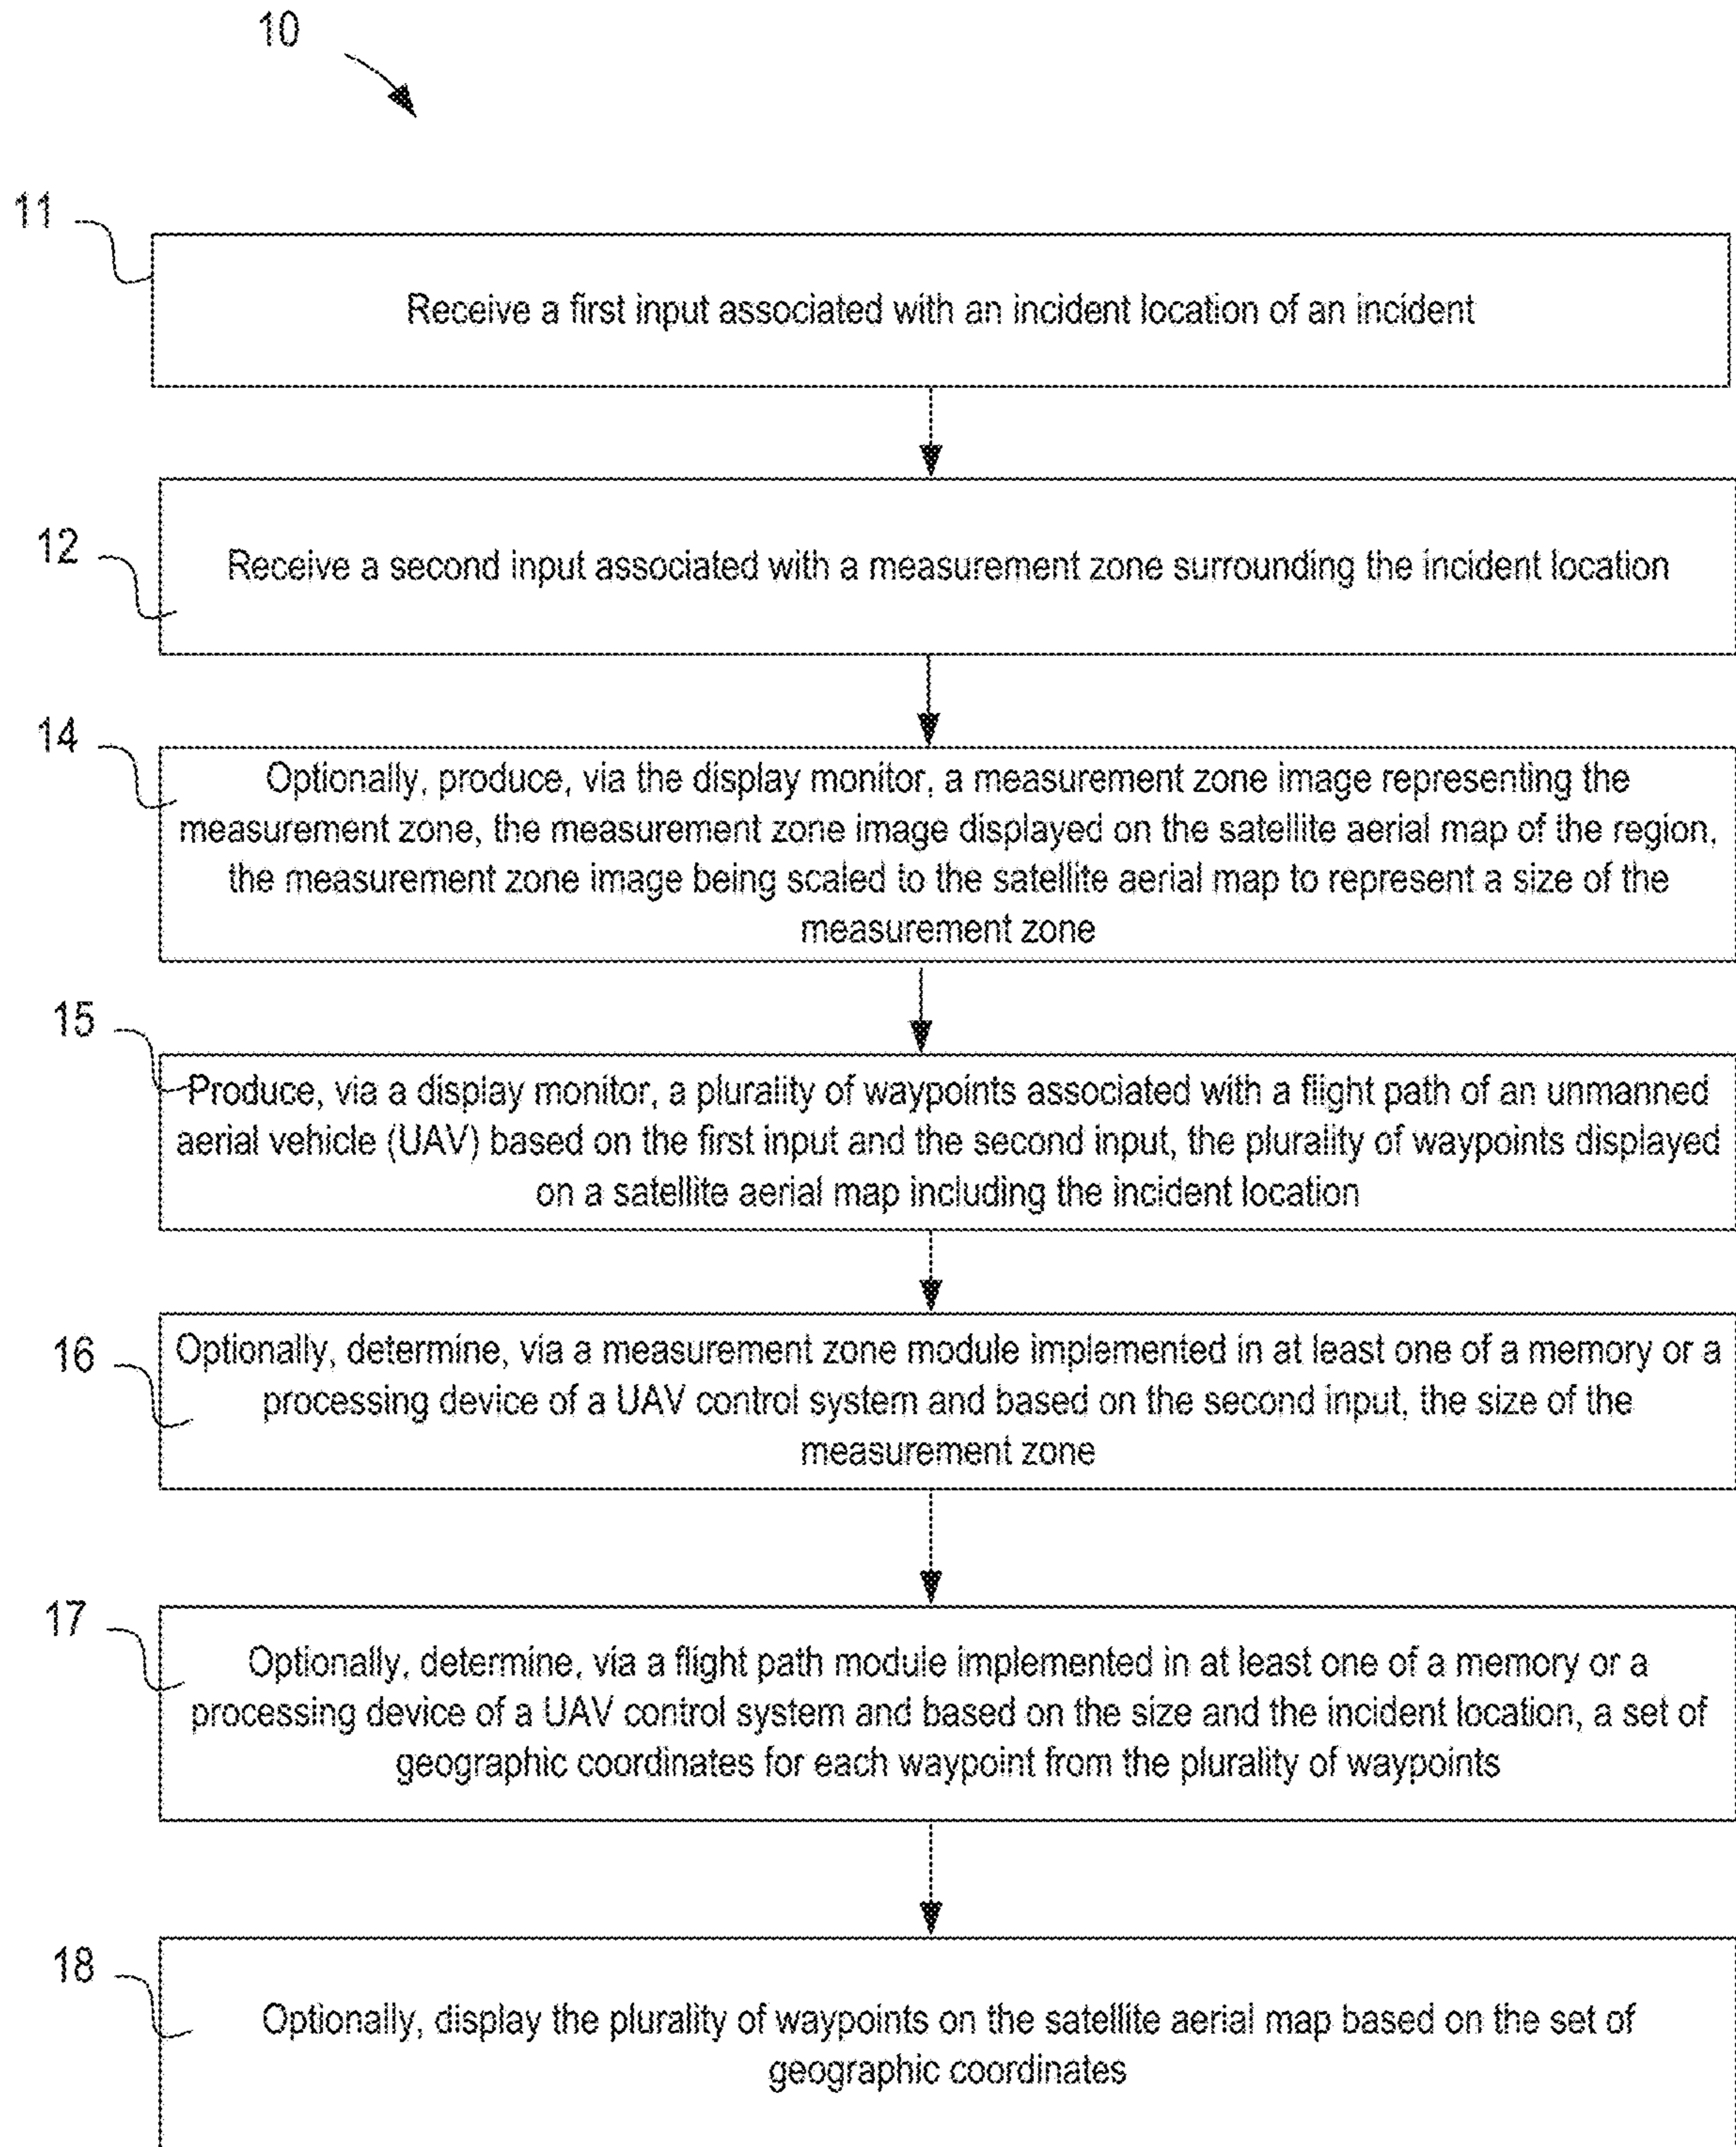 10
11
Receive a first input associated with an incident location of an incident
12
Receive a second input associated with a measurement zone surrounding the incident location
14
Optionally, produce, via the display monitor, a measurement zone image representing the
measurement zone, the measurement zone image displayed on the satellite aerial map of the region,
the measurement zone image being scaled to the satellite aerial map to represent a size of the
measurement zone
15
Produce, via a display monitor, a plurality of waypoints associated with a flight path of an unmanned
aerial vehicle (UAV) based on the first input and the second input, the plurality of waypoints displayed
on a satellite aerial map including the incident location
16
Optionally, determine, via a measurement zone module implemented in at least one of a memory or a
processing device of a UAV control system and based on the second input, the size of the
measurement zone
17
Optionally, determine, via a flight path module implemented in at least one of a memory or a
processing device of a UAV control system and based on the size and the incident location, a set of
geographic coordinates for each waypoint from the plurality of waypoints
18
Optionally, display the plurality of waypoints on the satellite aerial map based on the set of
geographic coordinates